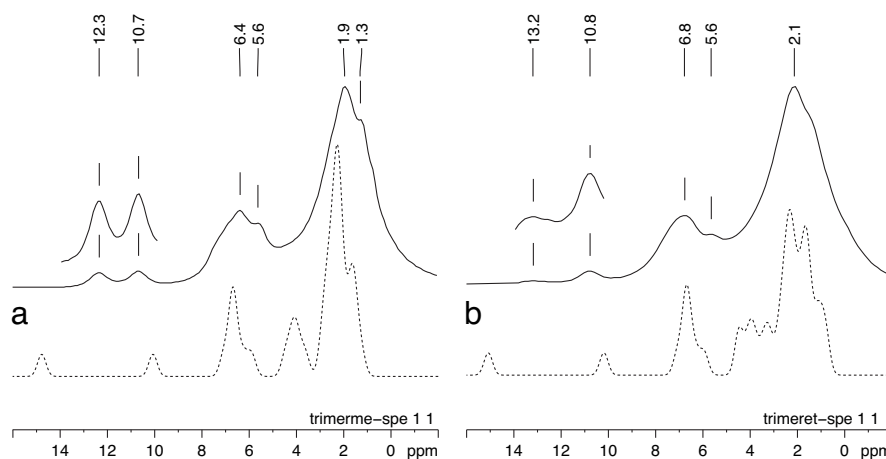 12.3 10.7 6.4 5.6 1.9 1.3
13.2 10.8 6.8 5.6 2.1
a
b
trimerme-spe 1 1
trimeret-spe 1 1
14 12 10 8 6 4 2 0 ppm
14 12 10 8 6 4 2 0 ppm